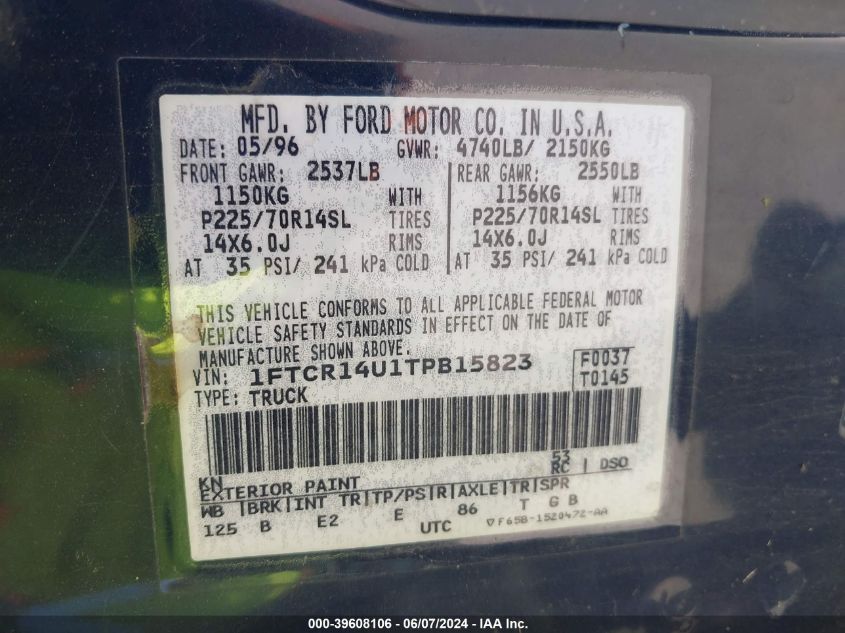 MFD. BY FORD MOTOR CO. IN U.S.A.
DATE: 05/96 GVWR: 4740LB/ 2150KG
FRONT GAWR: 2537LB REAR GAWR: 2550LB
1150KG WITH 1156KG WITH
P225/70R14SL TIRES P225/70R14SL TIRES
14X6.0J RIMS 14X6.0J RIMS
AT 35 PSI/ 241 kPa COLD AT 35 PSI/ 241 kPa COLD
THIS VEHICLE CONFORMS TO ALL APPLICABLE FEDERAL MOTOR
VEHICLE SAFETY STANDARDS IN EFFECT ON THE DATE OF
MANUFACTURE SHOWN ABOVE.
VIN: 1FTCR14U1TPB15823 F0037
TYPE: TRUCK T0145
KN 53
EXTERIOR PAINT RC DSO
WB BRK INT TR TP/PS R AXLE TR SPR
125 B E2 E 86 T G B
UTC F65B-1520472-AA
000-39608106 - 06/07/2024 - IAA Inc.